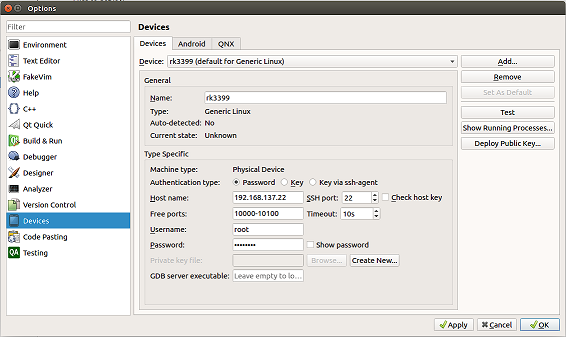 Options
Filter
Environment
Text Editor
FakeVim
Help
C++
Qt Quick
Build & Run
Debugger
Designer
Analyzer
Version Control
Devices
Code Pasting
QA Testing
Devices
Devices Android QNX
Device: rk3399 (default for Generic Linux)
Add...
Remove
Set As Default
Test
Show Running Processes...
Deploy Public Key...
General
Name: rk3399
Type: Generic Linux
Auto-detected: No
Current state: Unknown
Type Specific
Machine type: Physical Device
Authentication type: Password Key Key via ssh-agent
Host name: 192.168.137.22 SSH port: 22 Check host key
Free ports: 10000-10100 Timeout: 10s
Username: root
Password: •••••••• Show password
Private key file: Browse... Create New...
GDB server executable: Leave empty to lo...
Apply Cancel OK